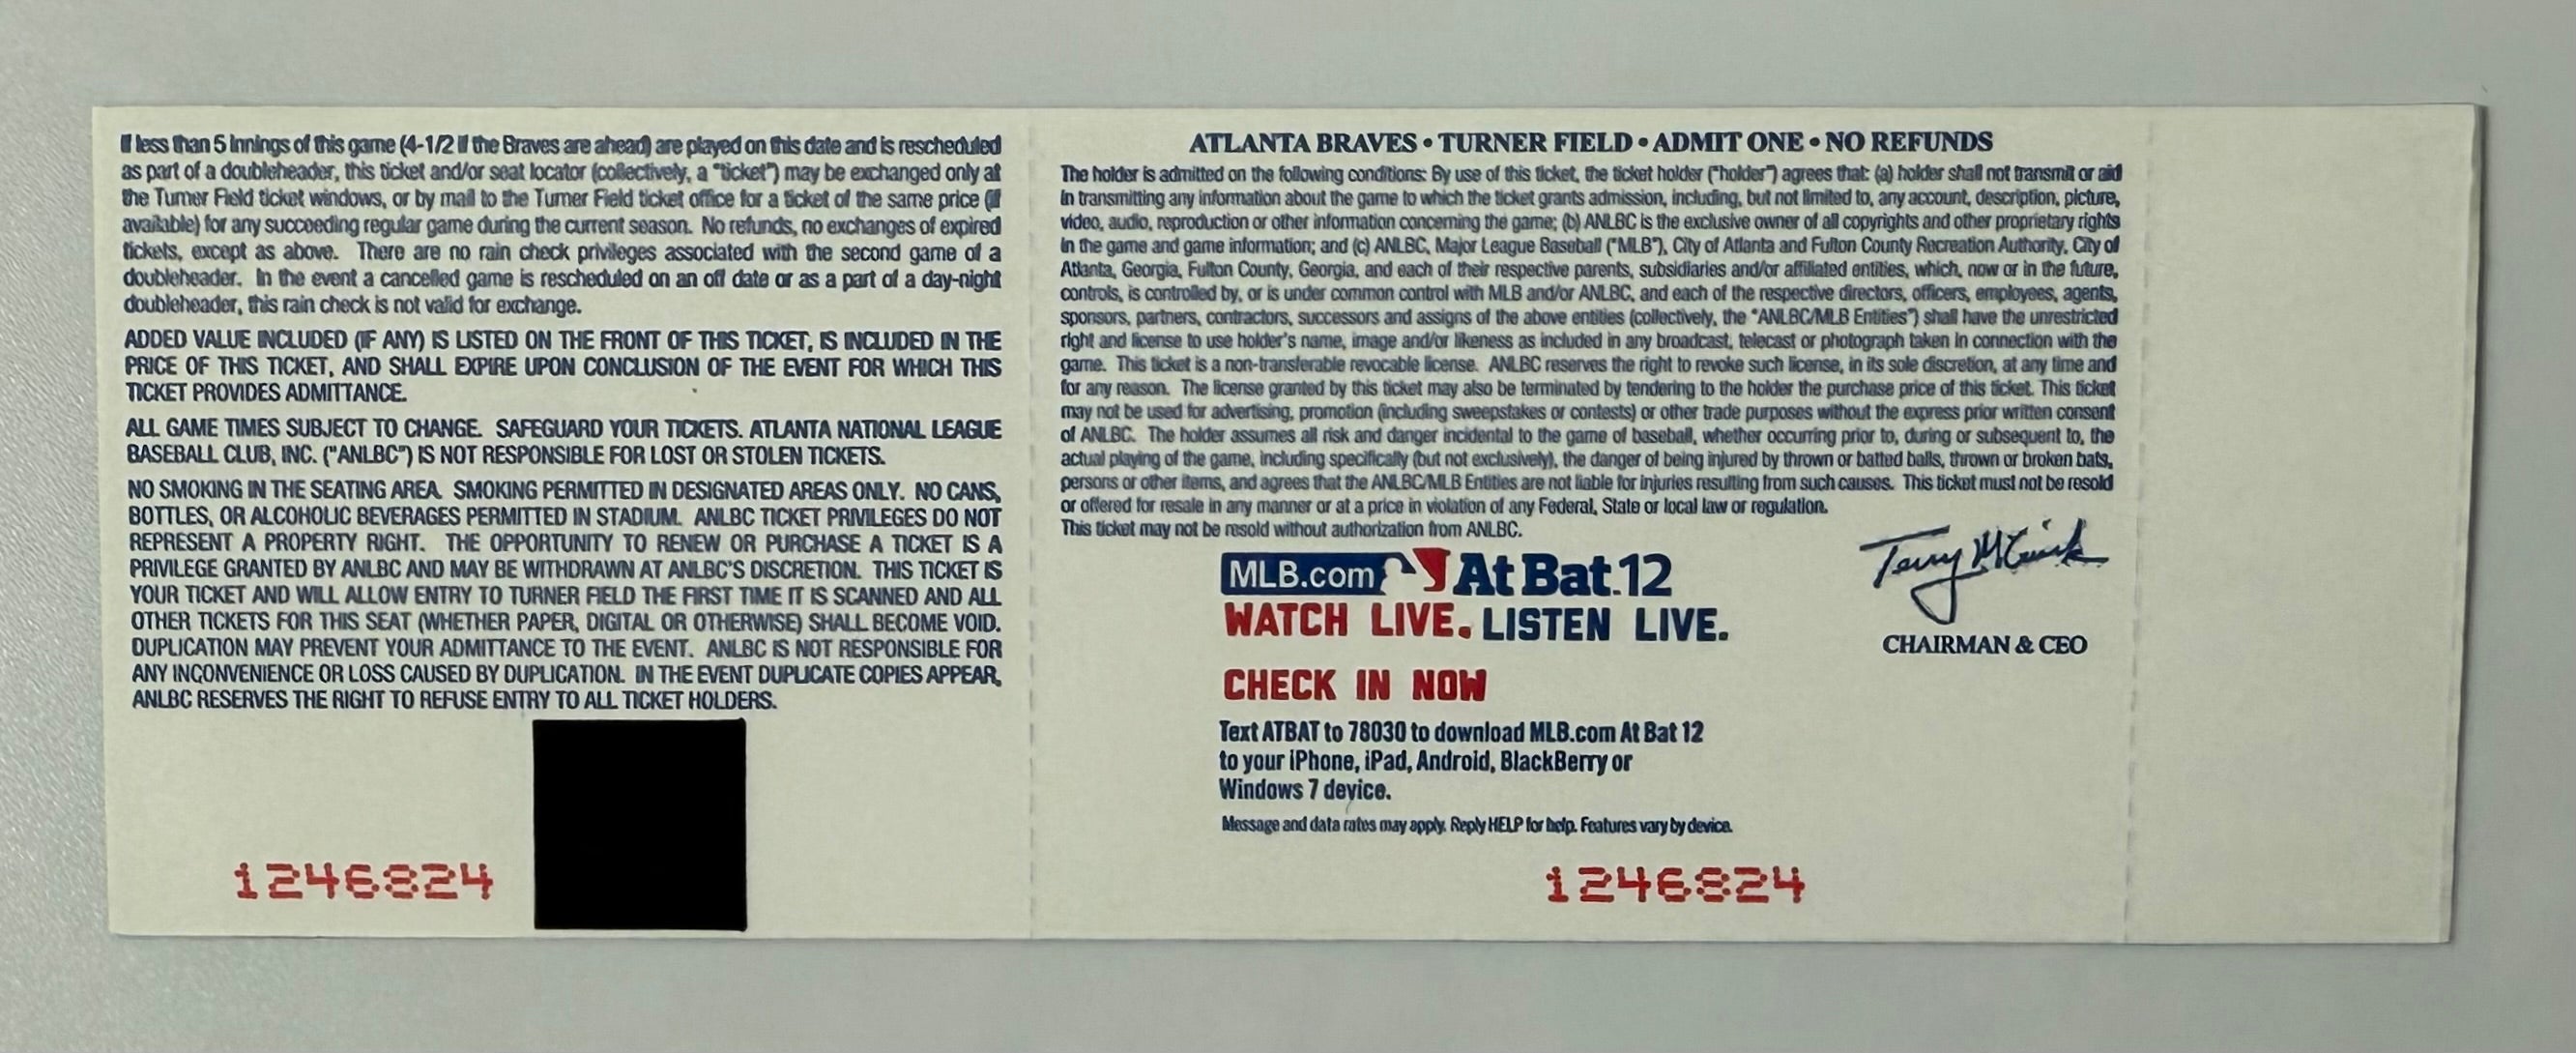 If less than 5 Innings of this game (4-1/2 if the Braves are ahead) are played on this date and is rescheduled
as part of a doubleheader, this ticket and/or seat locator (collectively, a "ticket") may be exchanged only at
the Turner Field ticket windows, or by mail to the Turner Field ticket office for a ticket of the same price (if
available) for any succeeding regular game during the current season. No refunds, no exchanges of expired
tickets, except as above. There are no rain check privileges associated with the second game of a
doubleheader. In the event a cancelled game is rescheduled on an off date or as a part of a day-night
doubleheader, this rain check is not valid for exchange.
ADDED VALUE INCLUDED (IF ANY) IS LISTED ON THE FRONT OF THIS TICKET, IS INCLUDED IN THE
PRICE OF THIS TICKET, AND SHALL EXPIRE UPON CONCLUSION OF THE EVENT FOR WHICH THIS
TICKET PROVIDES ADMITTANCE.
ALL GAME TIMES SUBJECT TO CHANGE. SAFEGUARD YOUR TICKETS. ATLANTA NATIONAL LEAGUE
BASEBALL CLUB, INC. ("ANLBC") IS NOT RESPONSIBLE FOR LOST OR STOLEN TICKETS.
NO SMOKING IN THE SEATING AREA. SMOKING PERMITTED IN DESIGNATED AREAS ONLY. NO CANS,
BOTTLES, OR ALCOHOLIC BEVERAGES PERMITTED IN STADIUM. ANLBC TICKET PRIVILEGES DO NOT
REPRESENT A PROPERTY RIGHT. THE OPPORTUNITY TO RENEW OR PURCHASE A TICKET IS A
PRIVILEGE GRANTED BY ANLBC AND MAY BE WITHDRAWN AT ANLBC'S DISCRETION. THIS TICKET IS
YOUR TICKET AND WILL ALLOW ENTRY TO TURNER FIELD THE FIRST TIME IT IS SCANNED AND ALL
OTHER TICKETS FOR THIS SEAT (WHETHER PAPER, DIGITAL OR OTHERWISE) SHALL BECOME VOID.
DUPLICATION MAY PREVENT YOUR ADMITTANCE TO THE EVENT. ANLBC IS NOT RESPONSIBLE FOR
ANY INCONVENIENCE OR LOSS CAUSED BY DUPLICATION. IN THE EVENT DUPLICATE COPIES APPEAR,
ANLBC RESERVES THE RIGHT TO REFUSE ENTRY TO ALL TICKET HOLDERS.
1246824
ATLANTA BRAVES • TURNER FIELD • ADMIT ONE • NO REFUNDS
The holder is admitted on the following conditions: By use of this ticket, the ticket holder ("holder") agrees that: (a) holder shall not transmit or aid
in transmitting any information about the game to which the ticket grants admission, including, but not limited to, any account, description, picture,
video, audio, reproduction or other information concerning the game; (b) ANLBC is the exclusive owner of all copyrights and other proprietary rights
in the game and game information; and (c) ANLBC, Major League Baseball ("MLB"), City of Atlanta and Fulton County Recreation Authority, City of
Atlanta, Georgia, Fulton County, Georgia, and each of their respective parents, subsidiaries and/or affiliated entities, which, now or in the future,
controls, is controlled by, or is under common control with MLB and/or ANLBC, and each of the respective directors, officers, employees, agents,
sponsors, partners, contractors, successors and assigns of the above entities (collectively, the "ANLBC/MLB Entities") shall have the unrestricted
right and license to use holder's name, image and/or likeness as included in any broadcast, telecast or photograph taken in connection with the
game. This ticket is a non-transferable revocable license. ANLBC reserves the right to revoke such license, in its sole discretion, at any time and
for any reason. The license granted by this ticket may also be terminated by tendering to the holder the purchase price of this ticket. This ticket
may not be used for advertising, promotion (including sweepstakes or contests) or other trade purposes without the express prior written consent
of ANLBC. The holder assumes all risk and danger incidental to the game of baseball, whether occurring prior to, during or subsequent to, the
actual playing of the game, including specifically (but not exclusively), the danger of being injured by thrown or batted balls, thrown or broken bats,
persons or other items, and agrees that the ANLBC/MLB Entities are not liable for injuries resulting from such causes. This ticket must not be resold
or offered for resale in any manner or at a price in violation of any Federal, State or local law or regulation.
This ticket may not be resold without authorization from ANLBC.
Terry McGuirk
CHAIRMAN & CEO
MLB.com At Bat.12
WATCH LIVE. LISTEN LIVE.
CHECK IN NOW
Text ATBAT to 78030 to download MLB.com At Bat 12
to your iPhone, iPad, Android, BlackBerry or
Windows 7 device.
Message and data rates may apply. Reply HELP for help. Features vary by device.
1246824